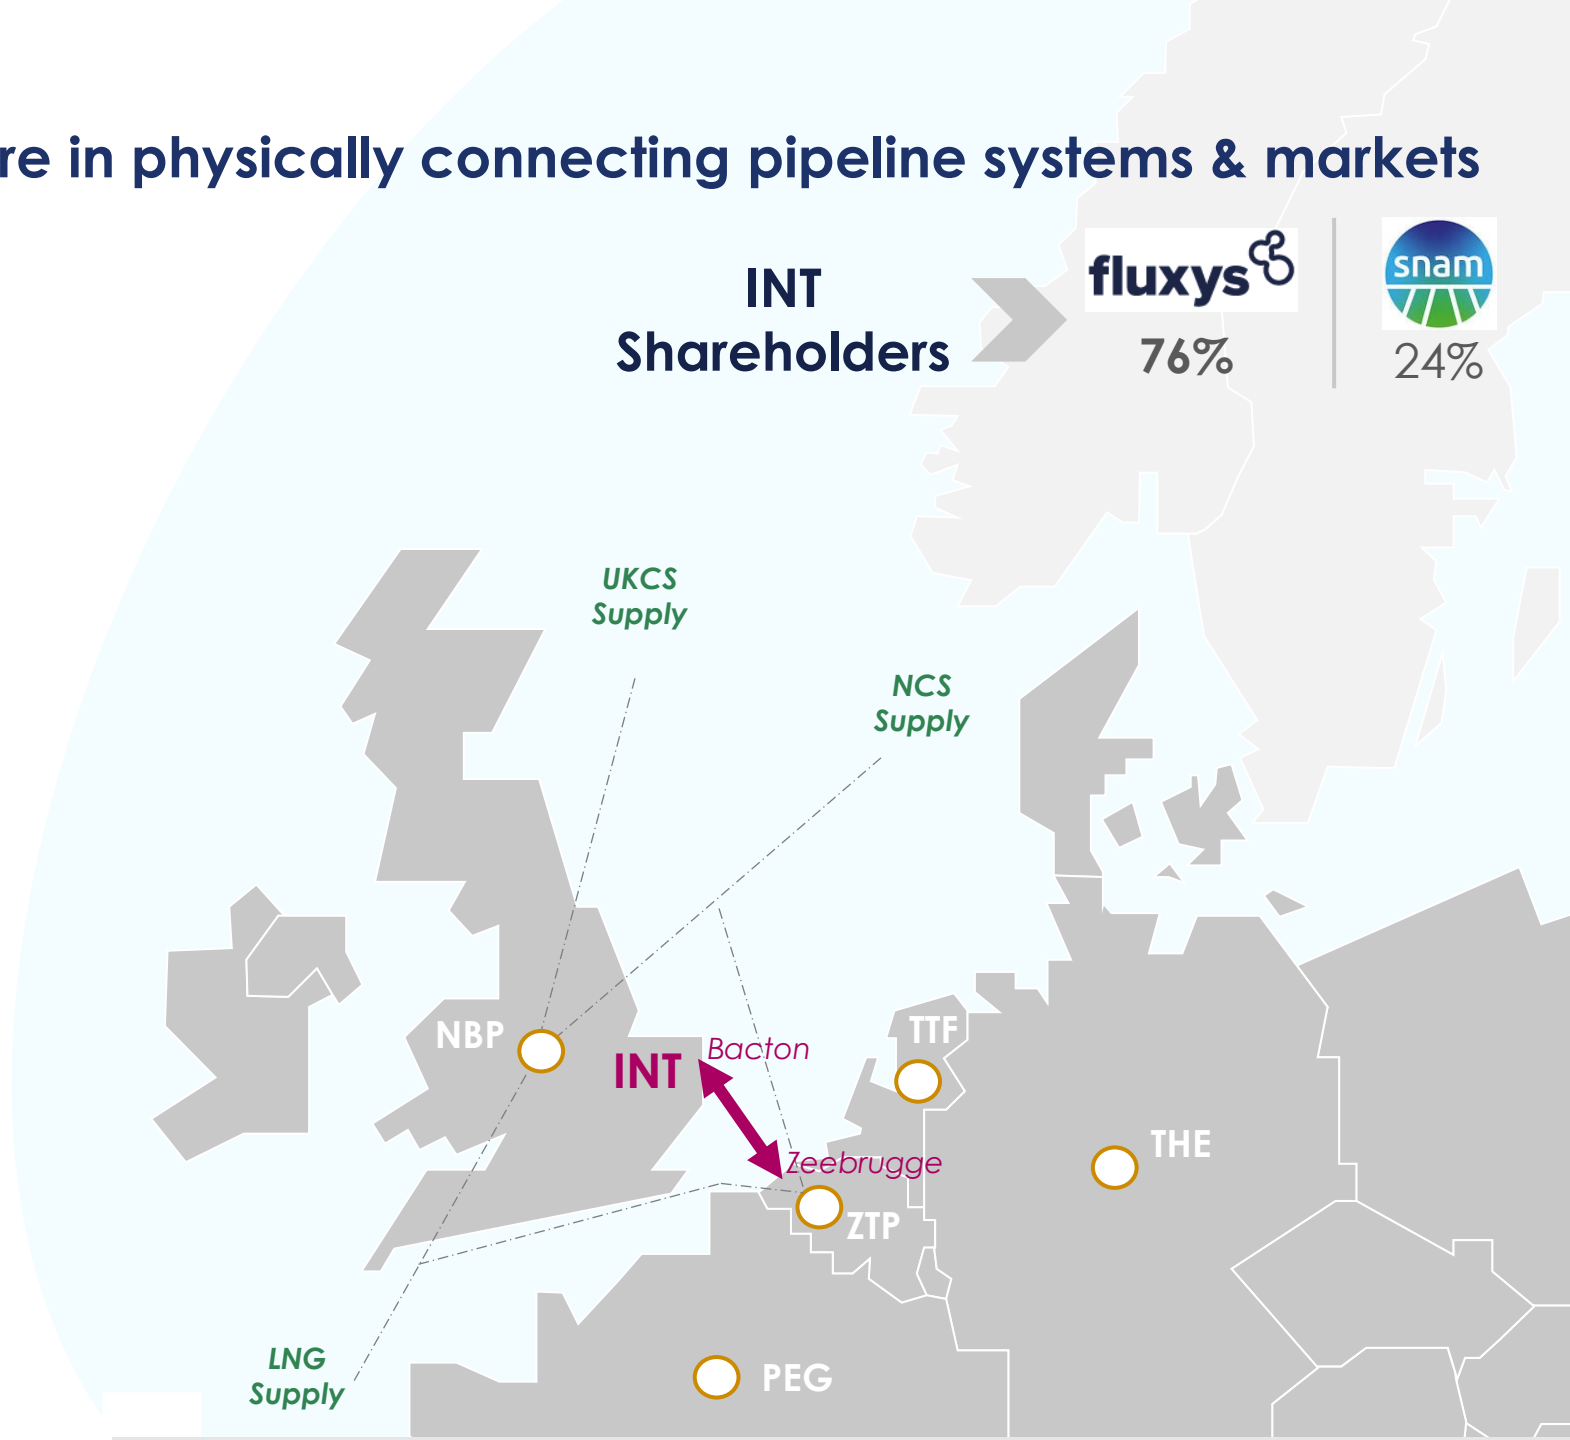 re in physically connecting pipeline systems & markets
INT
Shareholders
fluxys
76%
snam
24%
UKCS
Supply
NCS
Supply
NBP
INT
Bacton
TTF
Zeebrugge
THE
ZTP
LNG
Supply
PEG